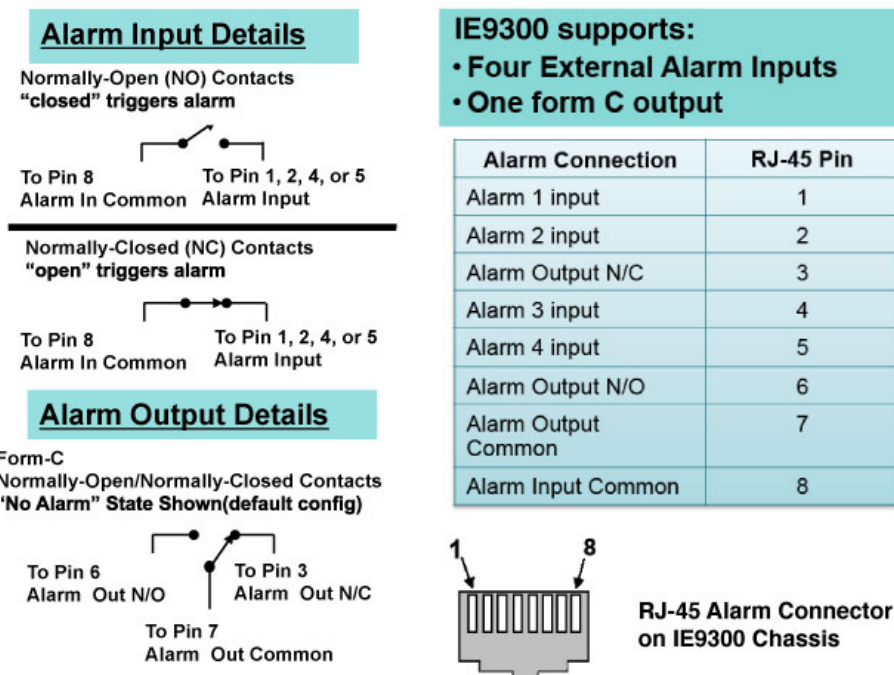 Alarm Input Details
Normally-Open (NO) Contacts
“closed” triggers alarm
To Pin 8
Alarm In Common
To Pin 1, 2, 4, or 5
Alarm Input
Normally-Closed (NC) Contacts
“open” triggers alarm
To Pin 8
Alarm In Common
To Pin 1, 2, 4, or 5
Alarm Input
Alarm Output Details
Form-C
Normally-Open/Normally-Closed Contacts
“No Alarm” State Shown(default config)
To Pin 6
Alarm Out N/O
To Pin 3
Alarm Out N/C
To Pin 7
Alarm Out Common
IE9300 supports:
• Four External Alarm Inputs
• One form C output
Alarm Connection RJ-45 Pin
Alarm 1 input 1
Alarm 2 input 2
Alarm Output N/C 3
Alarm 3 input 4
Alarm 4 input 5
Alarm Output N/O 6
Alarm Output 7
Common
Alarm Input Common 8
1 8
RJ-45 Alarm Connector
on IE9300 Chassis